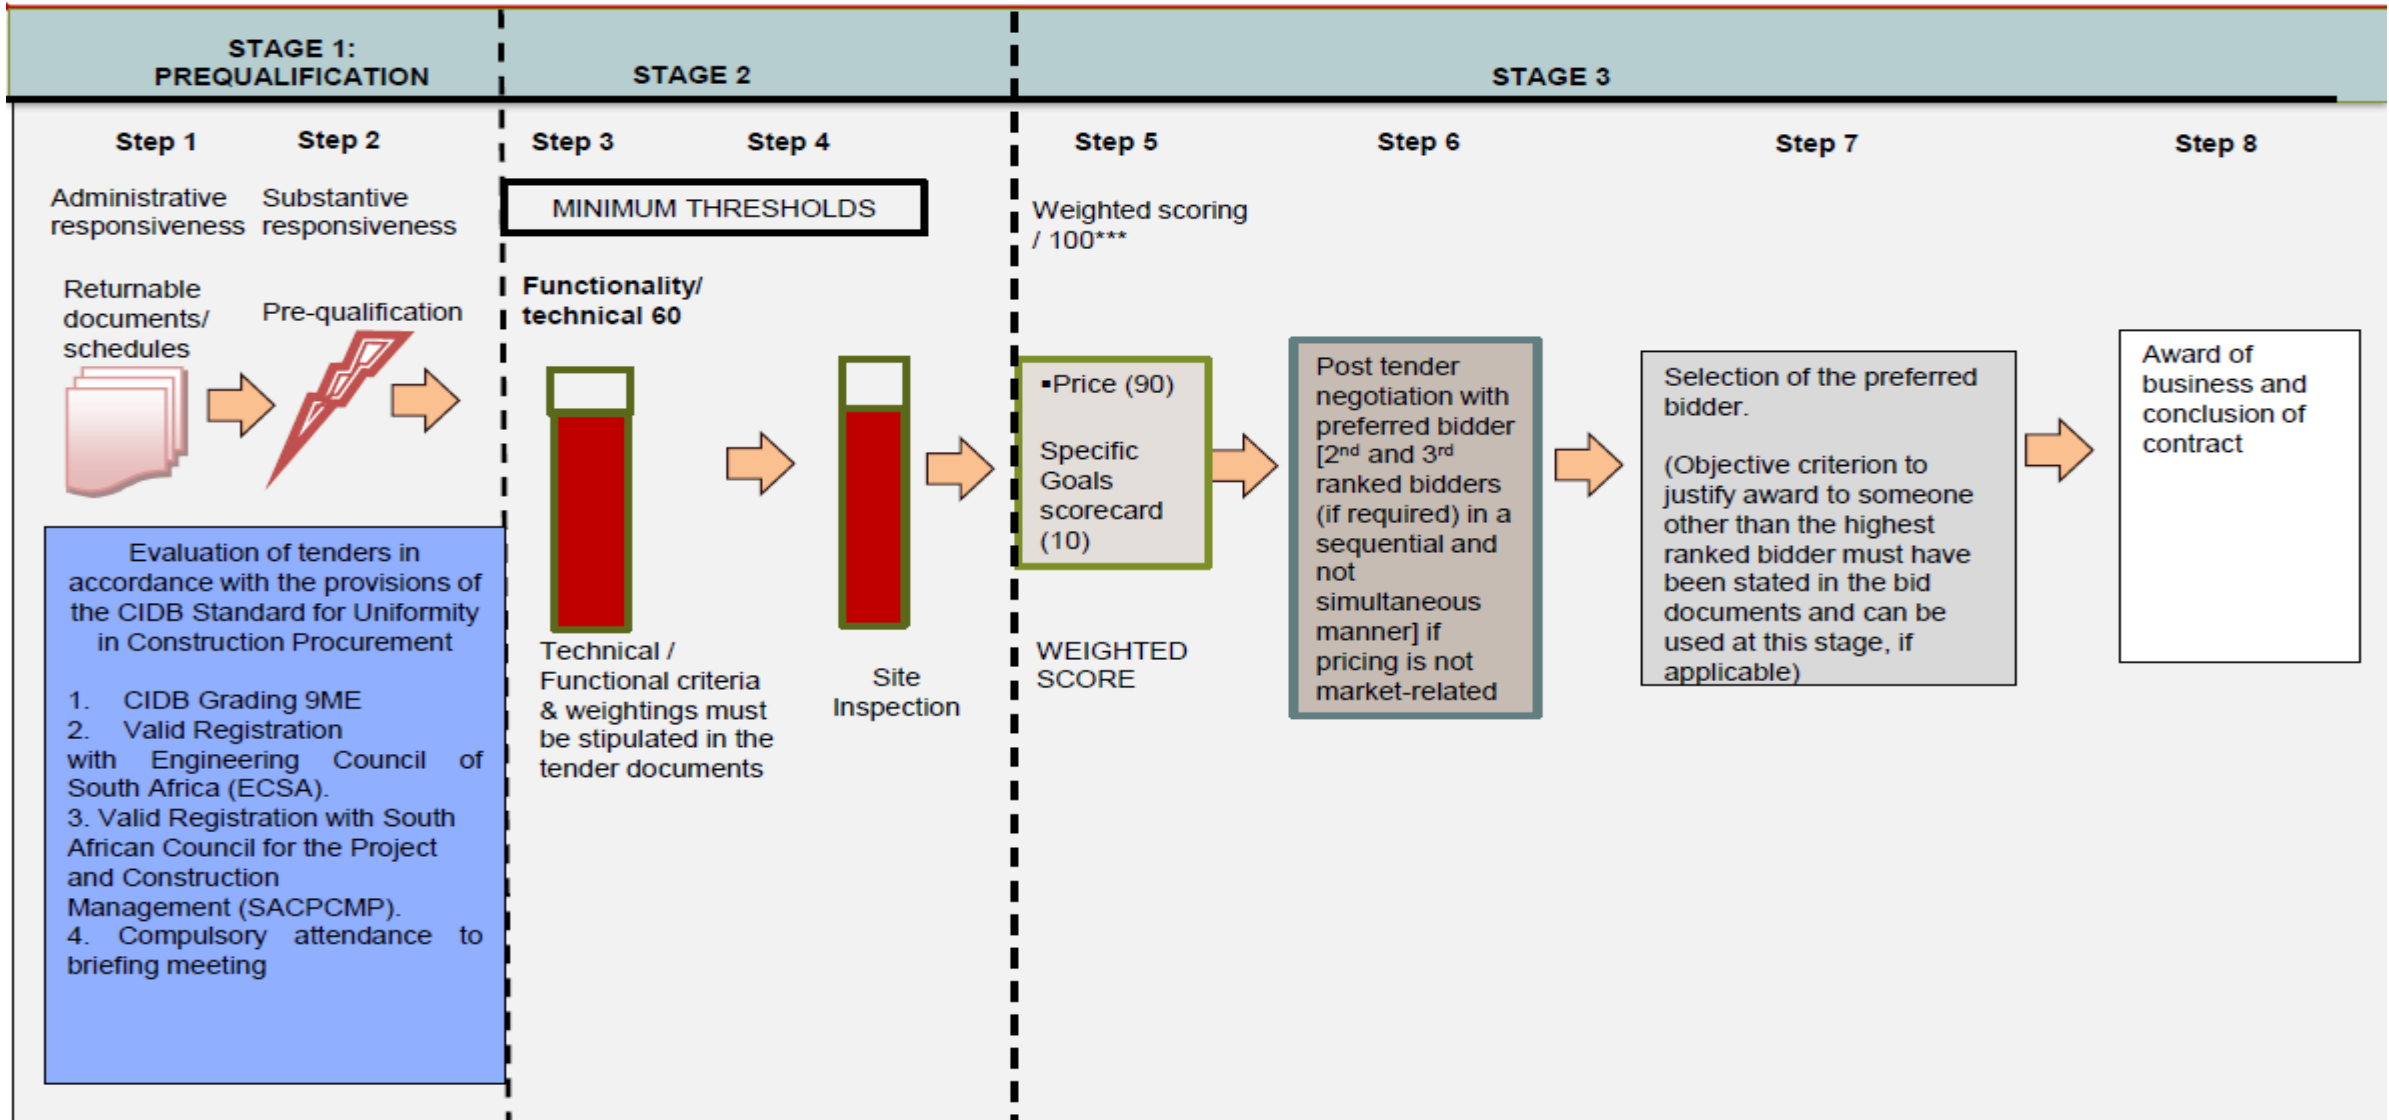 STAGE 1:
PREQUALIFICATION
STAGE 2
STAGE 3
Step 1
Step 2
Step 3
Step 4
Step 5
Step 6
Step 7
Step 8
Administrative
responsiveness
Substantive
responsiveness
MINIMUM THRESHOLDS
Weighted scoring
/ 100***
Returnable
documents/
schedules
Pre-qualification
Functionality/
technical 60
▪Price (90)
Specific
Goals
scorecard
(10)
Post tender
negotiation with
preferred bidder
[2nd and 3rd
ranked bidders
(if required) in a
sequential and
not
simultaneous
manner] if
pricing is not
market-related
Selection of the preferred
bidder.
(Objective criterion to
justify award to someone
other than the highest
ranked bidder must have
been stated in the bid
documents and can be
used at this stage, if
applicable)
Award of
business and
conclusion of
contract
Evaluation of tenders in
accordance with the provisions of
the CIDB Standard for Uniformity
in Construction Procurement
1. CIDB Grading 9ME
2. Valid Registration
with Engineering Council of
South Africa (ECSA).
3. Valid Registration with South
African Council for the Project
and Construction
Management (SACPCMP).
4. Compulsory attendance to
briefing meeting
Technical /
Functional criteria
& weightings must
be stipulated in the
tender documents
Site
Inspection
WEIGHTED
SCORE